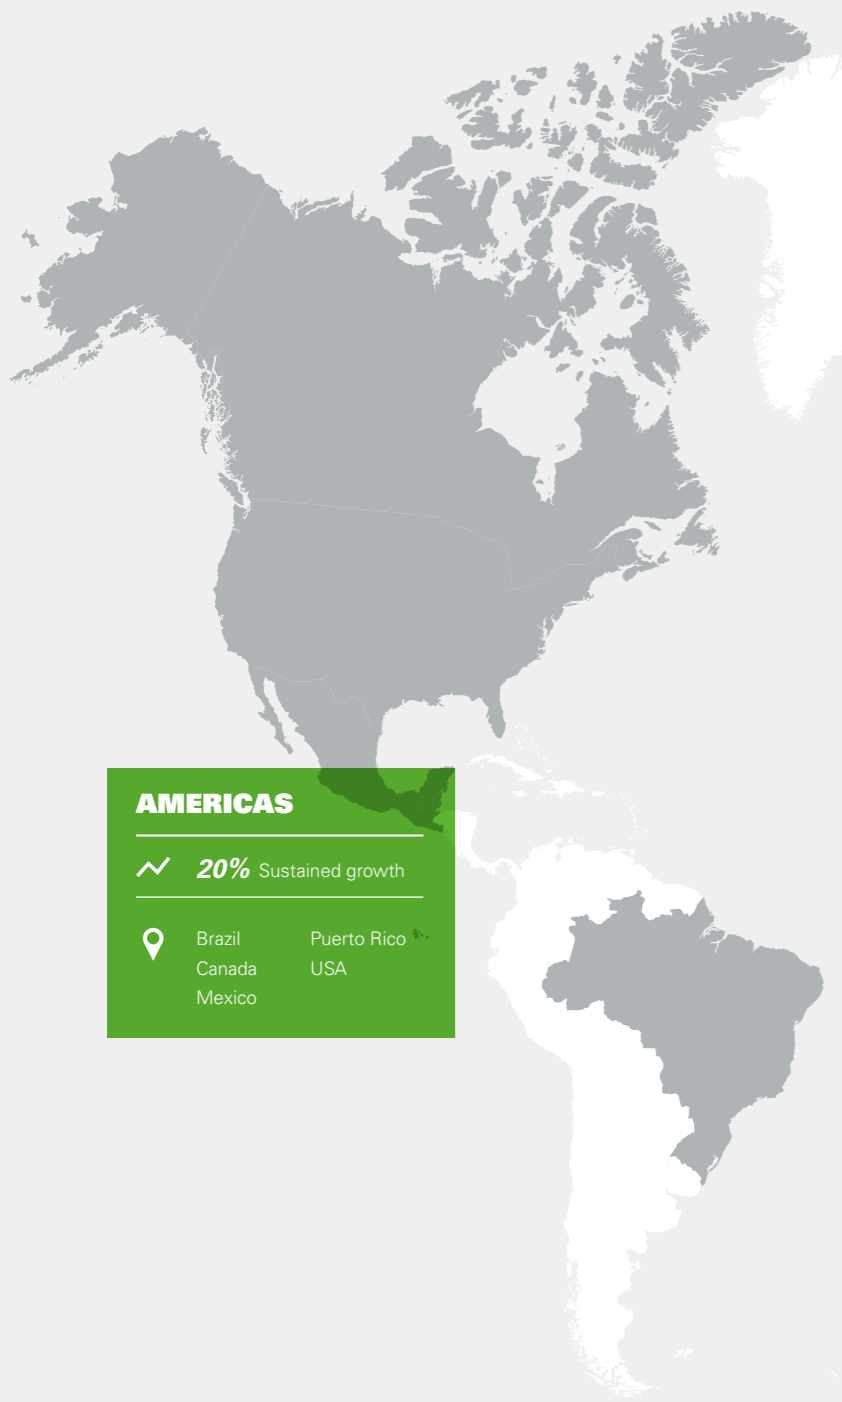 AMERICAS
20% Sustained growth
Brazil
Canada
Mexico
Puerto Rico
USA